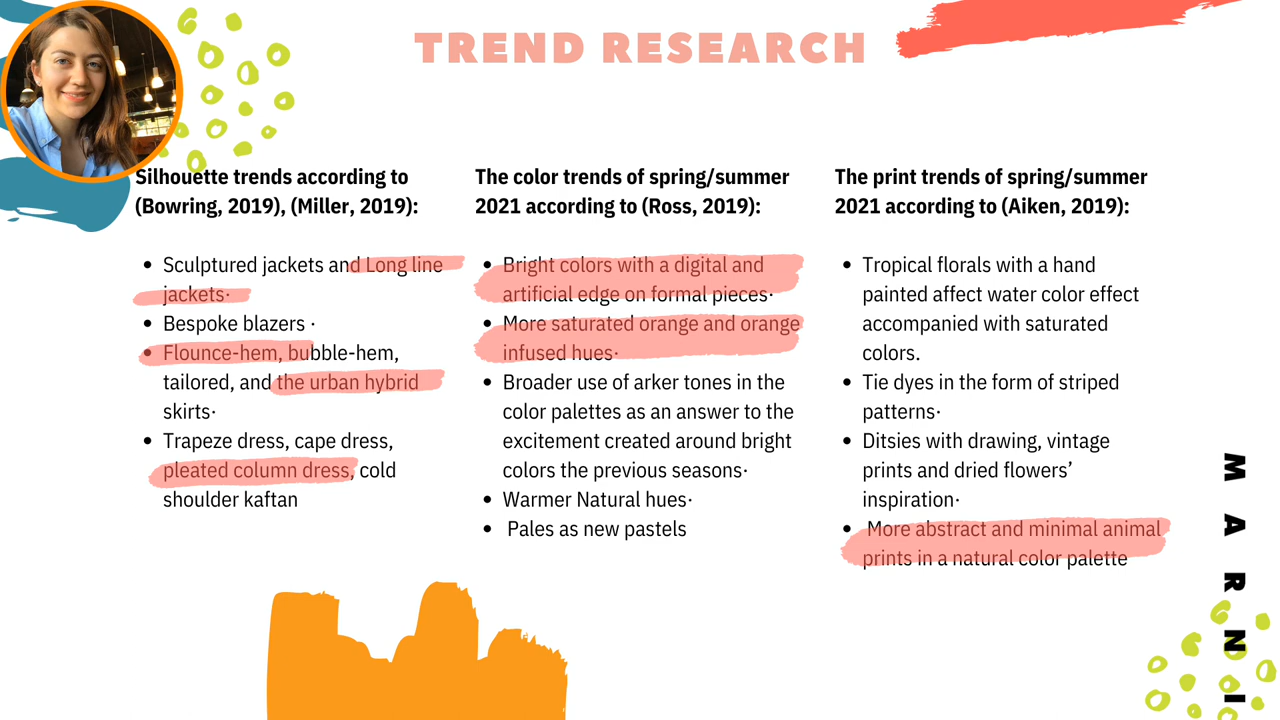 TREND RESEARCH
Silhouette trends according to
(Bowring, 2019), (Miller, 2019):
• Sculptured jackets and Long line
jackets·
• Bespoke blazers ·
• Flounce-hem, bubble-hem,
tailored, and the urban hybrid
skirts·
• Trapeze dress, cape dress,
pleated column dress, cold
shoulder kaftan
The color trends of spring/summer
2021 according to (Ross, 2019):
• Bright colors with a digital and
artificial edge on formal pieces·
• More saturated orange and orange
infused hues·
• Broader use of arker tones in the
color palettes as an answer to the
excitement created around bright
colors the previous seasons·
• Warmer Natural hues·
• Pales as new pastels
The print trends of spring/summer
2021 according to (Aiken, 2019):
• Tropical florals with a hand
painted affect water color effect
accompanied with saturated
colors.
• Tie dyes in the form of striped
patterns·
• Ditsies with drawing, vintage
prints and dried flowers’
inspiration·
• More abstract and minimal animal
prints in a natural color palette
MARNI